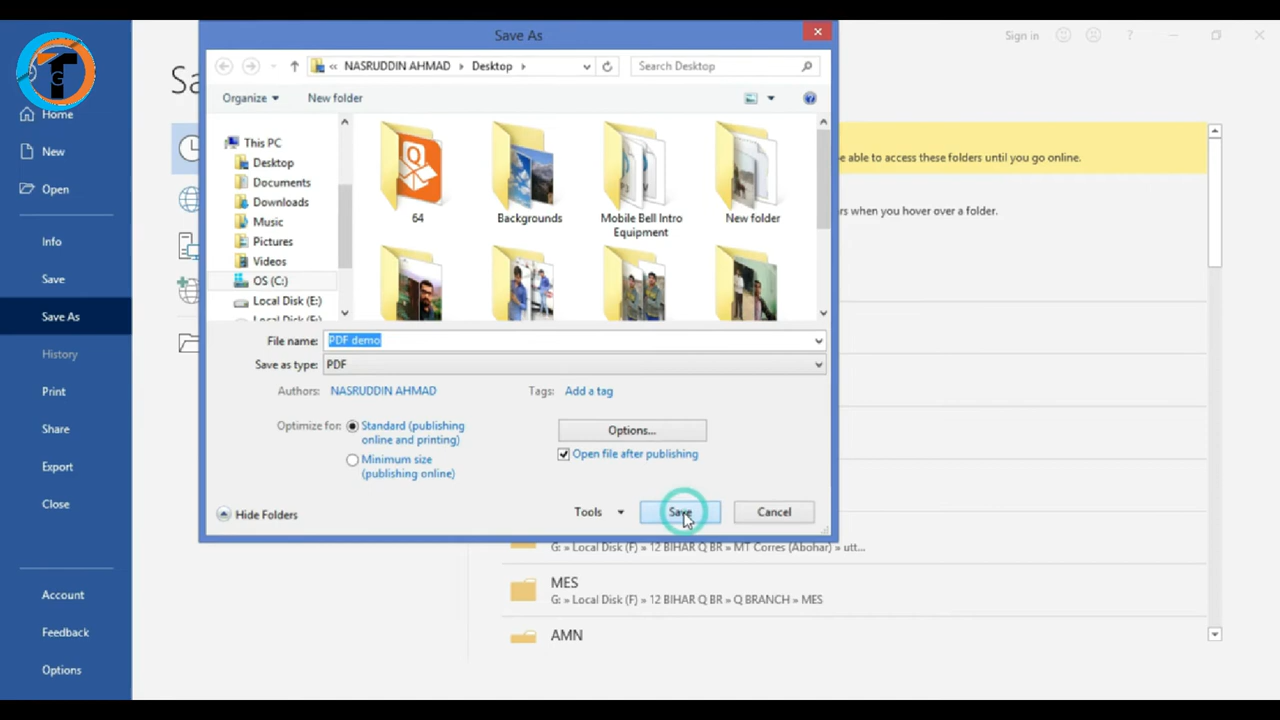 Save As
Sign in
?
Sa
T
G
« NASRUDDIN AHMAD › Desktop ›
Search Desktop
Organize
New folder
Home
New
Open
Info
Save
Save As
History
Print
Share
Export
Close
Account
Feedback
Options
This PC
Desktop
Documents
Downloads
Music
Pictures
Videos
OS (C:)
Local Disk (E:)
Local Disk (F:)
64
Backgrounds
Mobile Bell Intro
Equipment
New folder
be able to access these folders until you go online.
rs when you hover over a folder.
File name: PDF demo
Save as type: PDF
Authors: NASRUDDIN AHMAD
Tags: Add a tag
Optimize for: Standard (publishing
online and printing)
Minimum size
(publishing online)
Options...
Open file after publishing
Hide Folders
Tools
Save
Cancel
G: » Local Disk (F) » 12 BIHAR Q BR » MT Corres (Abohar) » utt...
MES
G: » Local Disk (F) » 12 BIHAR Q BR » Q BRANCH » MES
AMN